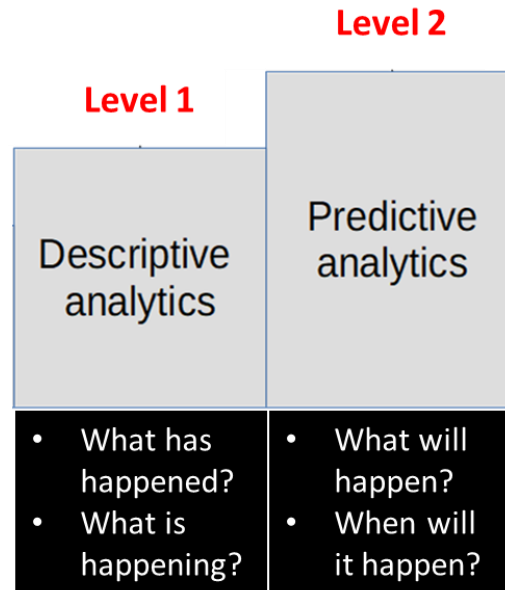 Level 1
Descriptive
analytics
• What has
happened?
• What is
happening?
Level 2
Predictive
analytics
• What will
happen?
• When will
it happen?